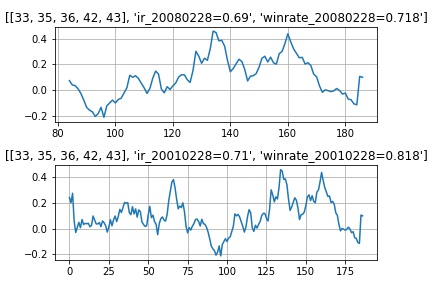 [[33, 35, 36, 42, 43], 'ir_20080228=0.69', 'winrate_20080228=0.718']
0.4
0.2
0.0
−0.2
80 100 120 140 160 180
[[33, 35, 36, 42, 43], 'ir_20010228=0.71', 'winrate_20010228=0.818']
0.4
0.2
0.0
−0.2
0 25 50 75 100 125 150 175